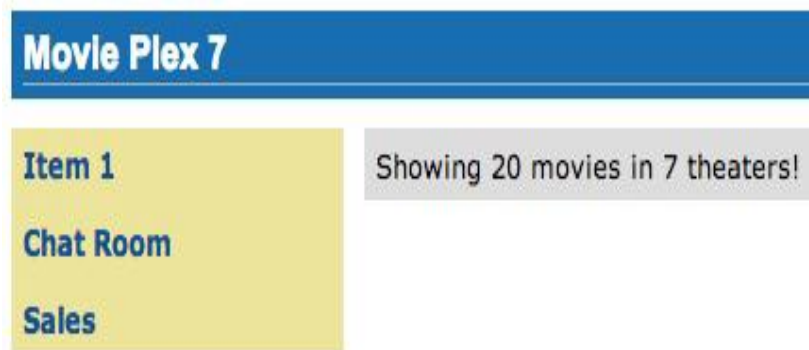 Movie Plex 7
Item 1
Showing 20 movies in 7 theaters!
Chat Room
Sales